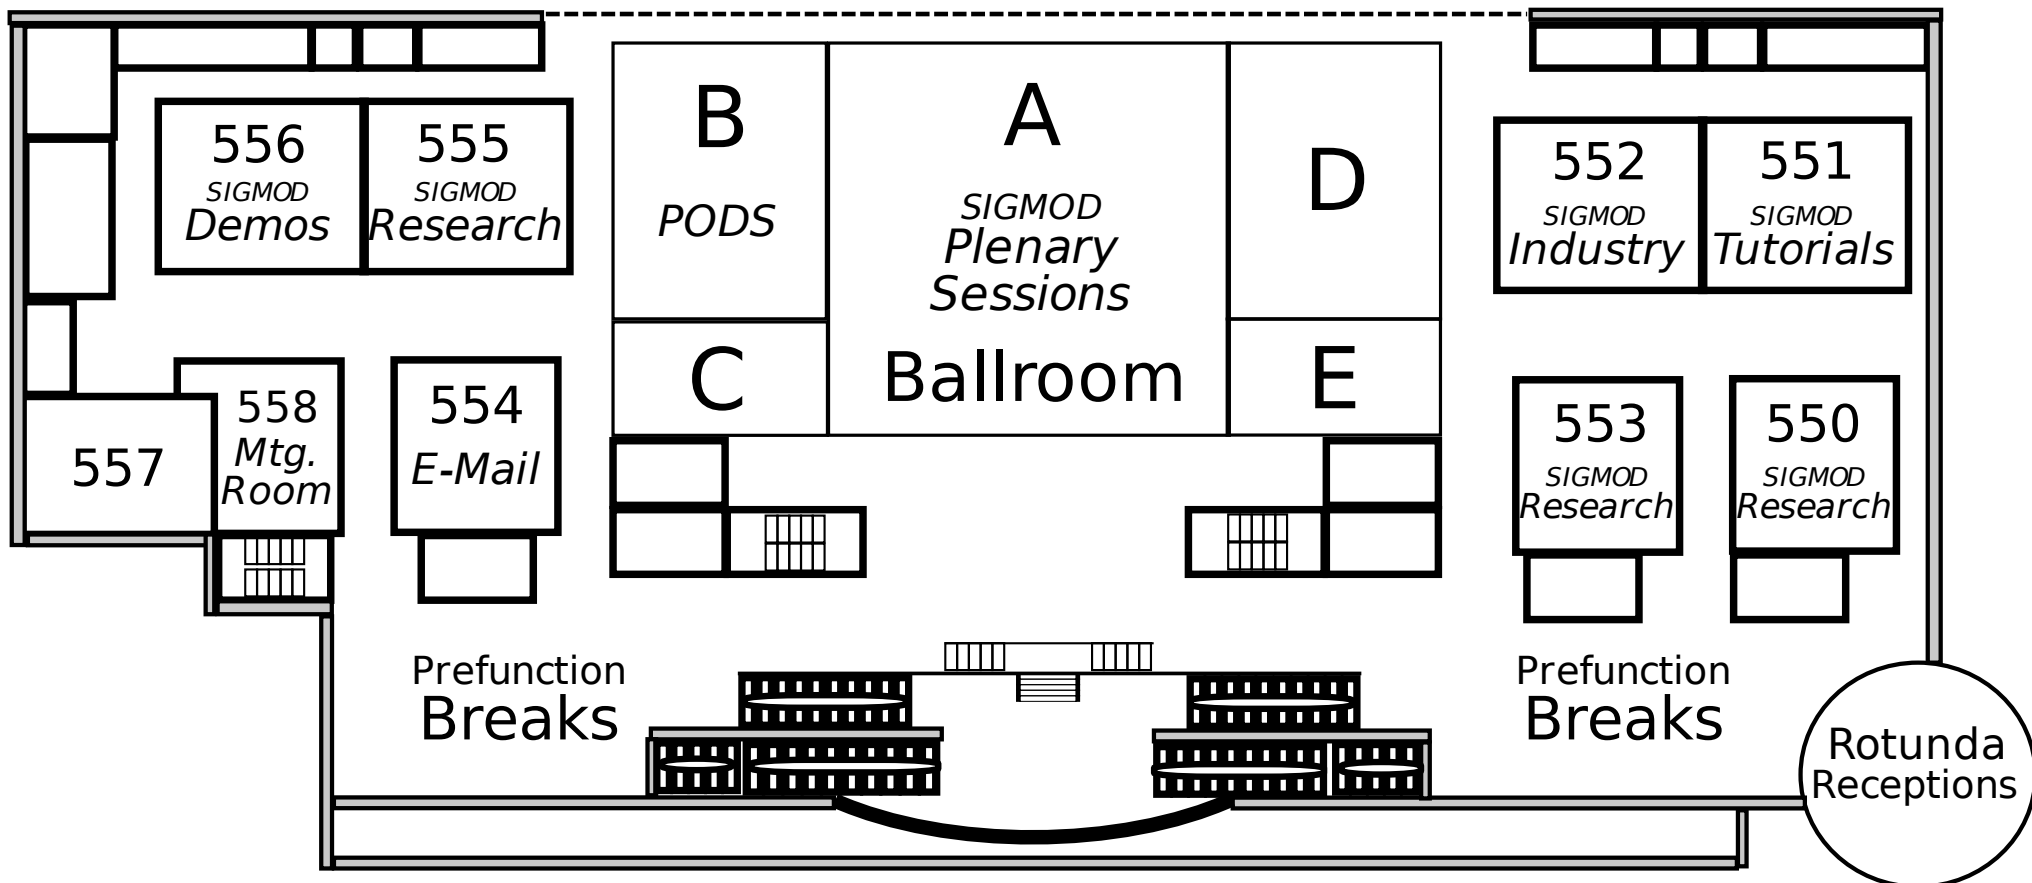 556
SIGMOD
Demos
555
SIGMOD
Research
B
PODS
A
SIGMOD
Plenary
Sessions
Ballroom
D
552
SIGMOD
Industry
551
SIGMOD
Tutorials
C
E
557
558
Mtg.
Room
554
E-Mail
553
SIGMOD
Research
550
SIGMOD
Research
Prefunction
Breaks
Prefunction
Breaks
Rotunda
Receptions